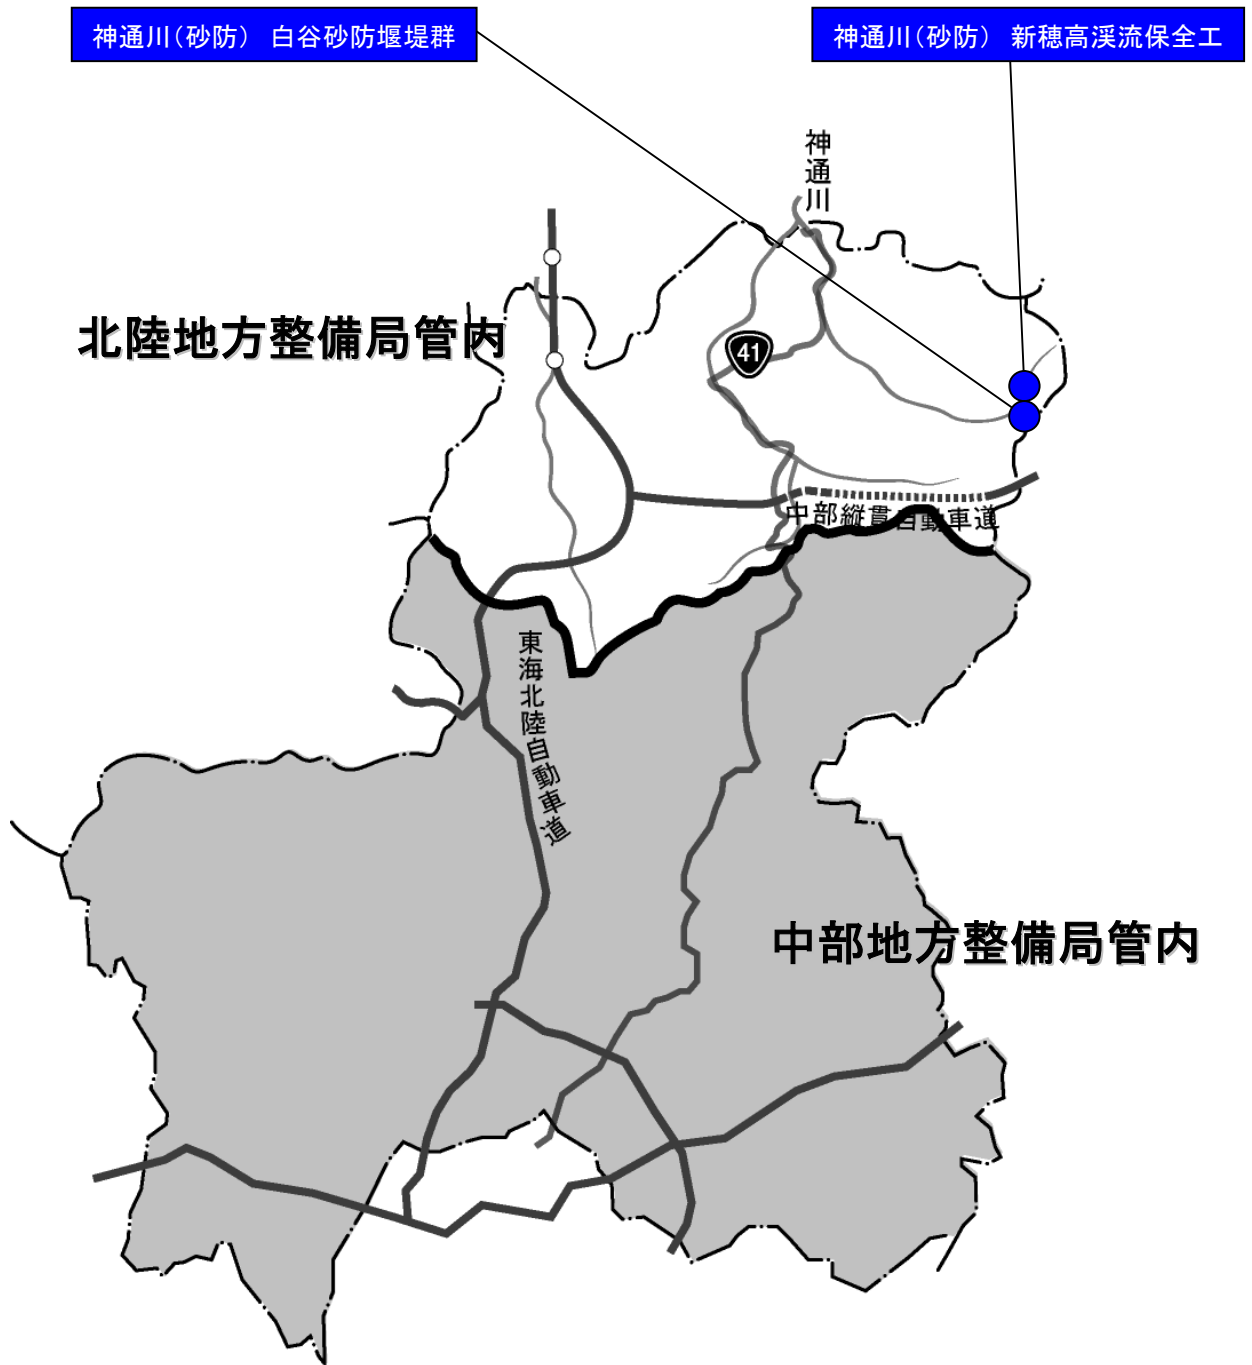 神通川(砂防) 白谷砂防堰堤群
神通川(砂防) 新穂高渓流保全工
神通川
北陸地方整備局管内
41
中部縦貫自動車道
東海北陸自動車道
中部地方整備局管内